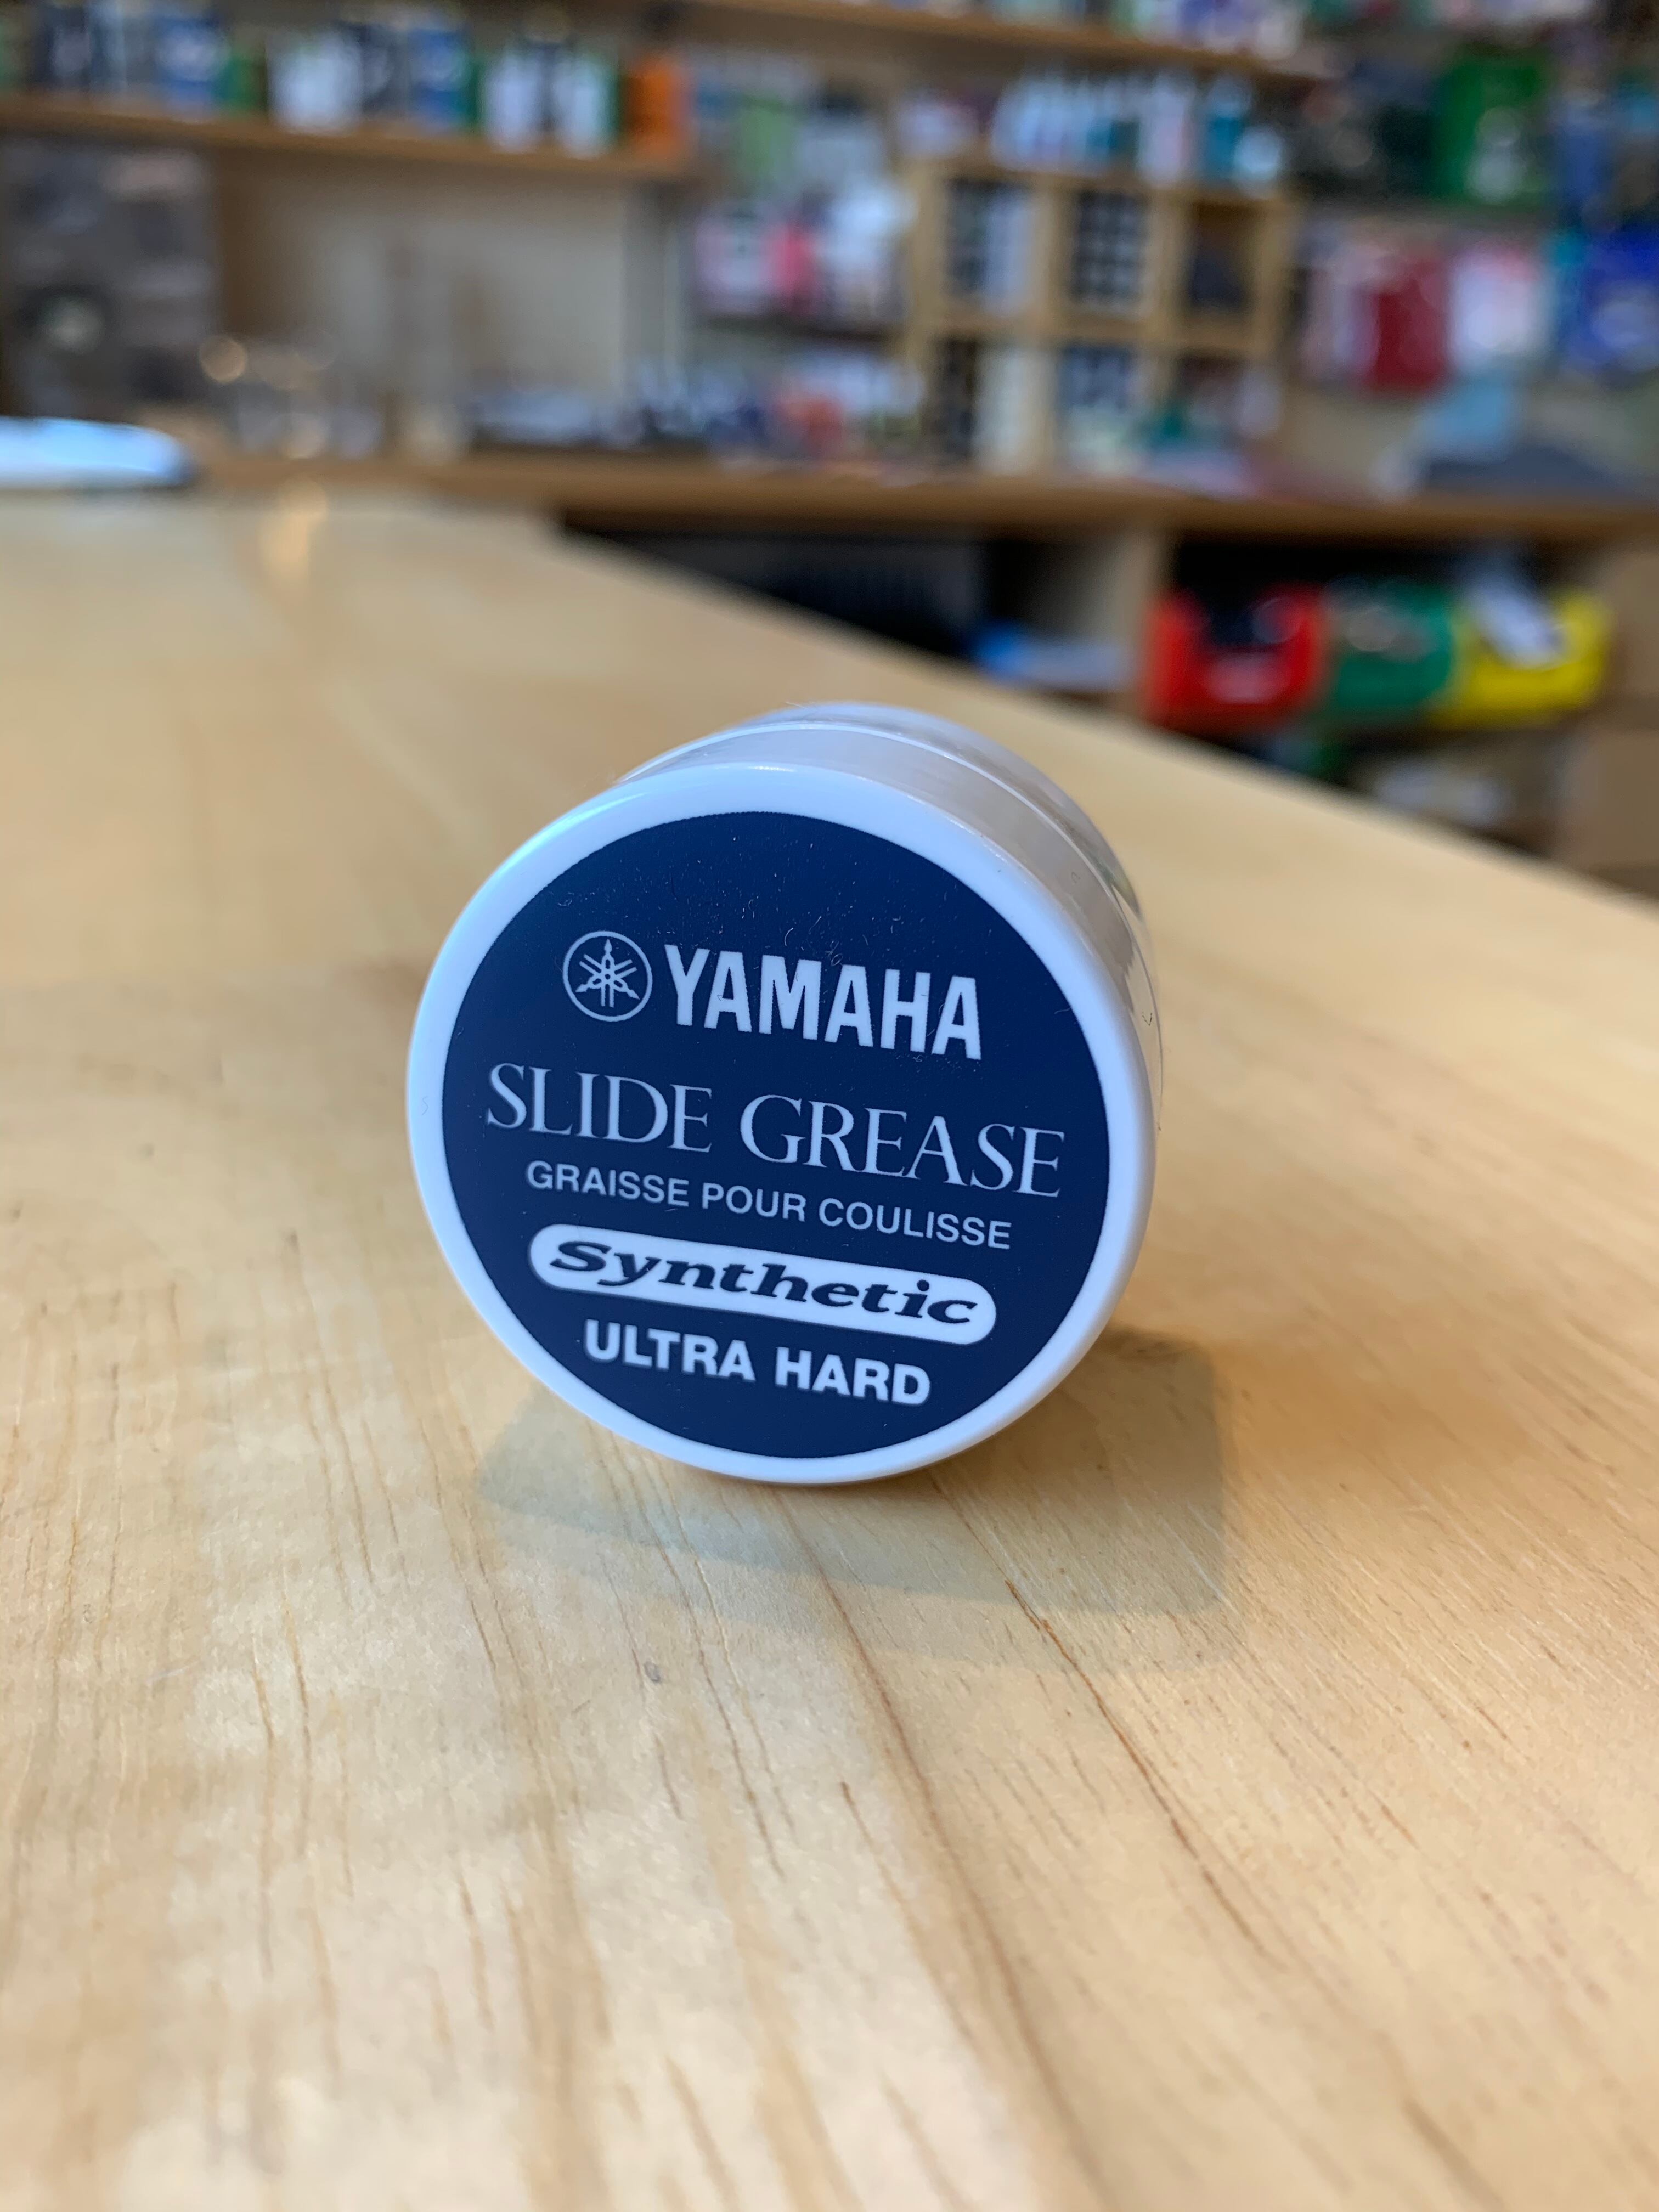 YAMAHA
SLIDE GREASE
GRAISSE POUR COULISSE
Synthetic
ULTRA HARD